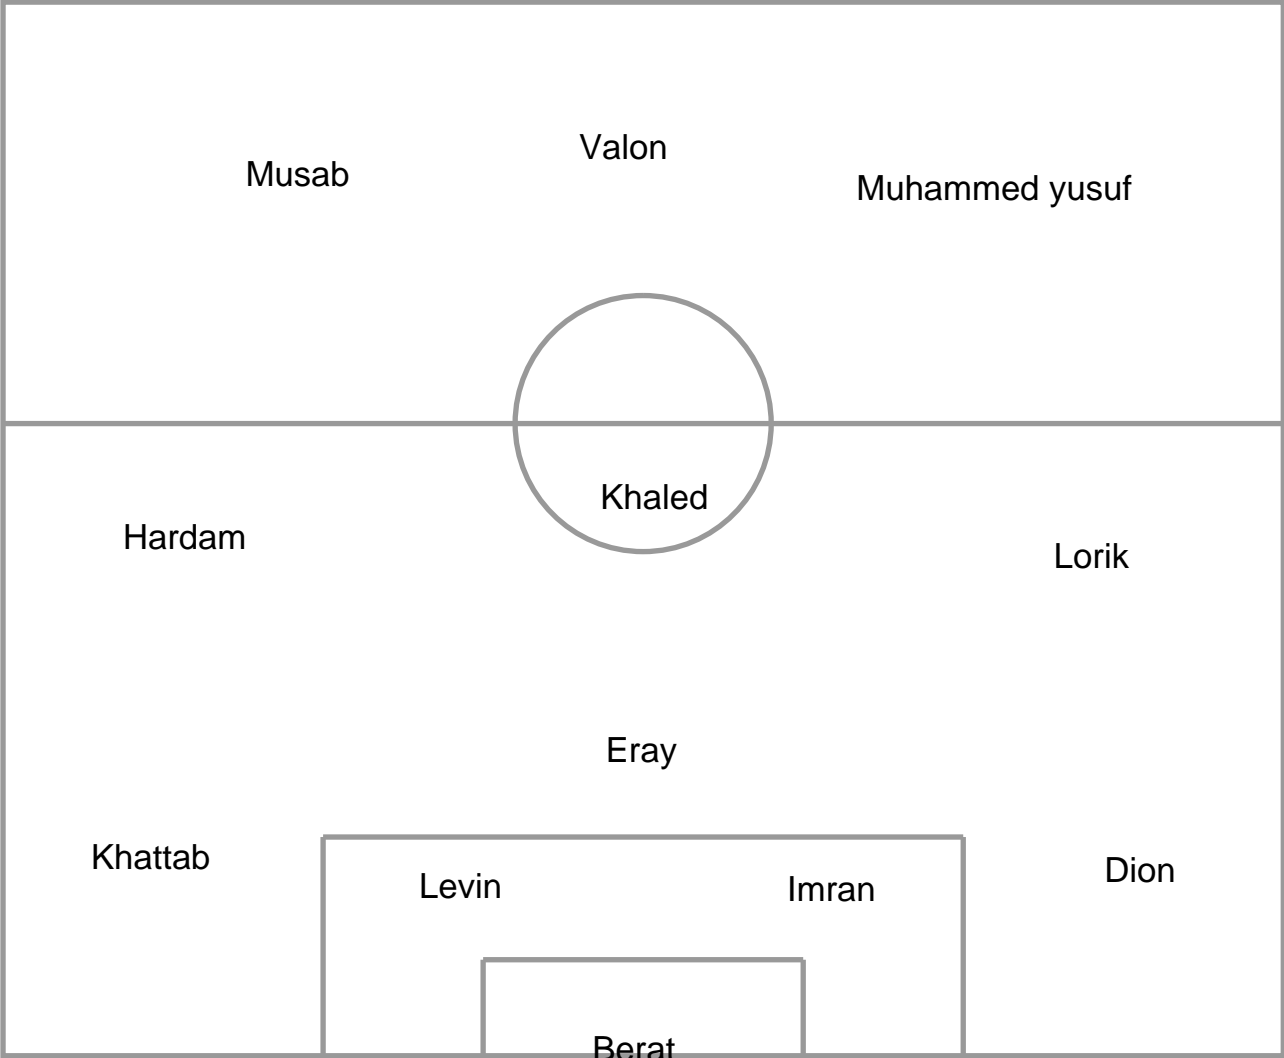 Valon
Musab
Muhammed yusuf
Khaled
Hardam
Lorik
Eray
Khattab
Dion
Levin
Imran
Berat